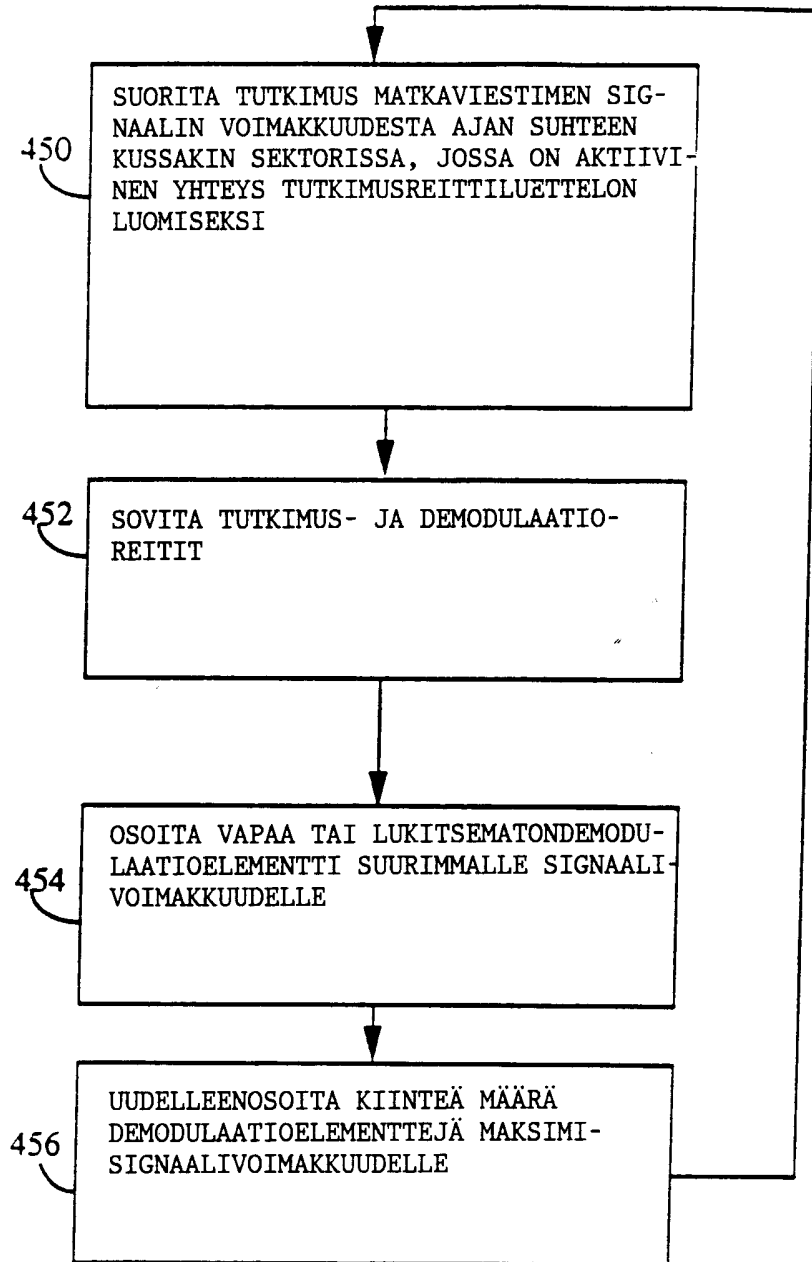 450
SUORITA TUTKIMUS MATKAVIESTIMEN SIG-
NAALIN VOIMAKKUUDESTA AJAN SUHTEEN
KUSSAKIN SEKTORISSA, JOSSA ON AKTIIVI-
NEN YHTEYS TUTKIMUSREITTILUETTELON
LUOMISEKSI
452
SOVITA TUTKIMUS- JA DEMODULAATIO-
REITIT
454
OSOITA VAPAA TAI LUKITSEMATONDEMODU-
LAATIOELEMENTTI SUURIMMALLE SIGNAALI-
VOIMAKKUUDELLE
456
UUDELLEENOSOITA KIINTEÄ MÄÄRÄ
DEMODULAATIOELEMENTTEJÄ MAKSIMI-
SIGNAALIVOIMAKKUUDELLE